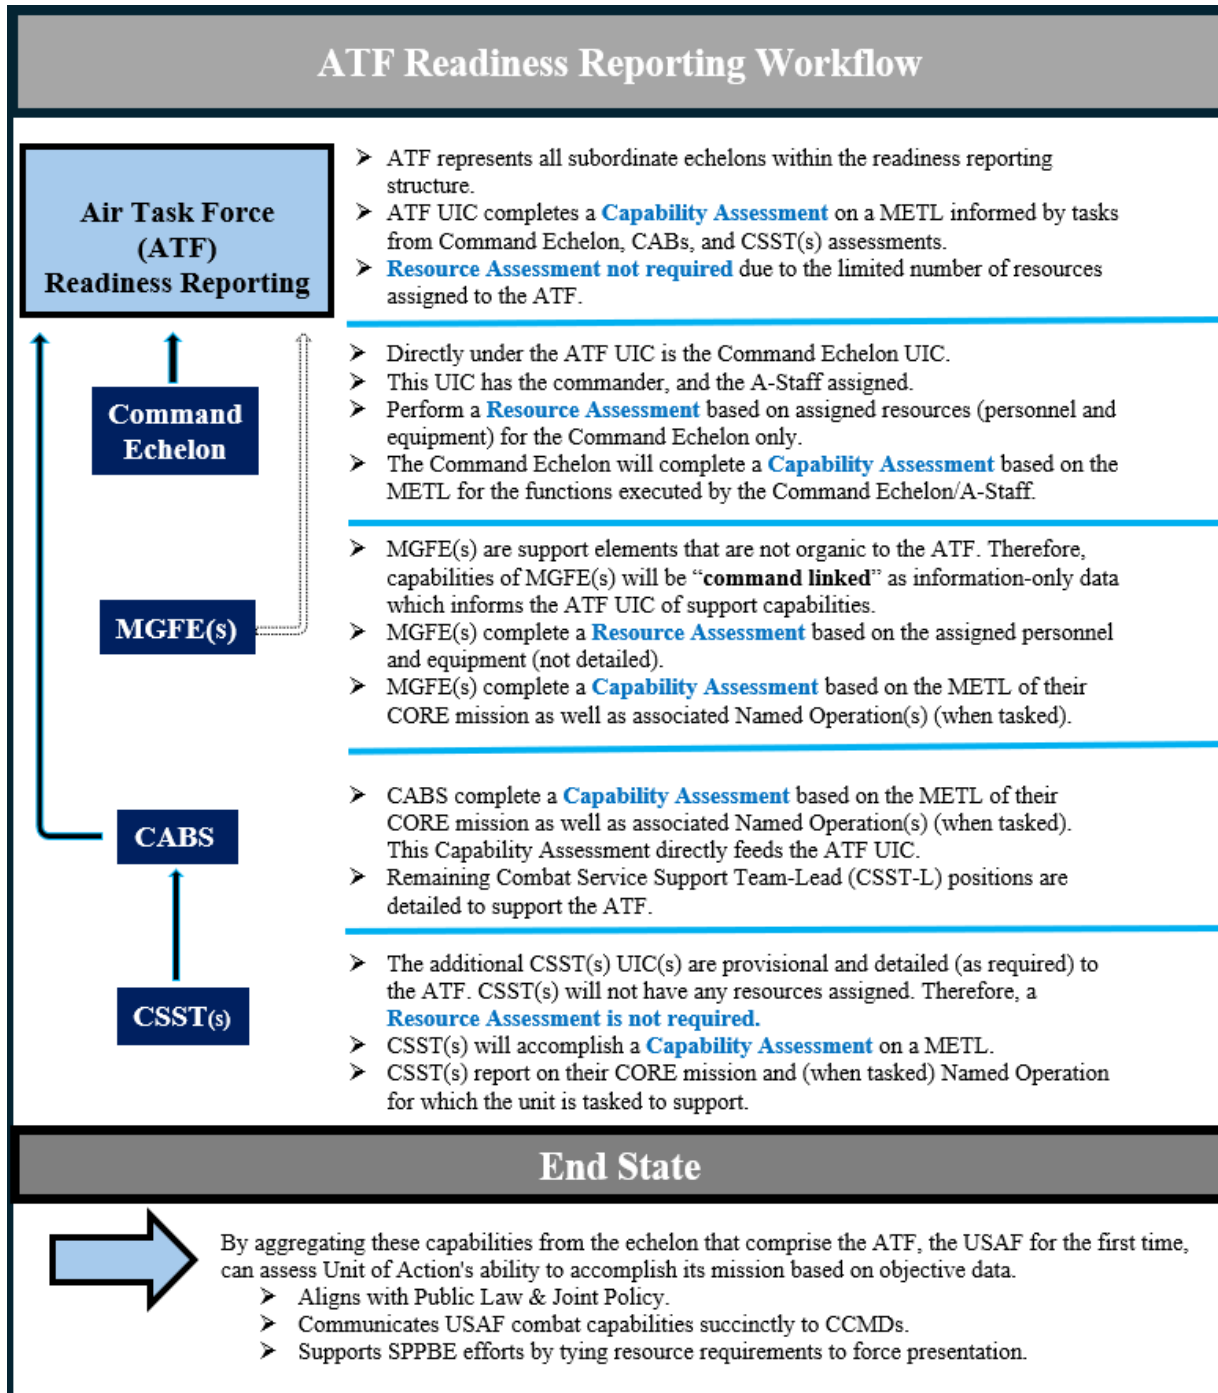 ATF Readiness Reporting Workflow
Air Task Force
(ATF)
Readiness Reporting
➤ ATF represents all subordinate echelons within the readiness reporting
structure.
➤ ATF UIC completes a Capability Assessment on a METL informed by tasks
from Command Echelon, CABs, and CSST(s) assessments.
➤ Resource Assessment not required due to the limited number of resources
assigned to the ATF.
Command
Echelon
➤ Directly under the ATF UIC is the Command Echelon UIC.
➤ This UIC has the commander, and the A-Staff assigned.
➤ Perform a Resource Assessment based on assigned resources (personnel and
equipment) for the Command Echelon only.
➤ The Command Echelon will complete a Capability Assessment based on the
METL for the functions executed by the Command Echelon/A-Staff.
MGFE(s)
➤ MGFE(s) are support elements that are not organic to the ATF. Therefore,
capabilities of MGFE(s) will be “command linked” as information-only data
which informs the ATF UIC of support capabilities.
➤ MGFE(s) complete a Resource Assessment based on the assigned personnel
and equipment (not detailed).
➤ MGFE(s) complete a Capability Assessment based on the METL of their
CORE mission as well as associated Named Operation(s) (when tasked).
CABS
➤ CABS complete a Capability Assessment based on the METL of their
CORE mission as well as associated Named Operation(s) (when tasked).
This Capability Assessment directly feeds the ATF UIC.
➤ Remaining Combat Service Support Team-Lead (CSST-L) positions are
detailed to support the ATF.
CSST(s)
➤ The additional CSST(s) UIC(s) are provisional and detailed (as required) to
the ATF. CSST(s) will not have any resources assigned. Therefore, a
Resource Assessment is not required.
➤ CSST(s) will accomplish a Capability Assessment on a METL.
➤ CSST(s) report on their CORE mission and (when tasked) Named Operation
for which the unit is tasked to support.
End State
By aggregating these capabilities from the echelon that comprise the ATF, the USAF for the first time,
can assess Unit of Action's ability to accomplish its mission based on objective data.
➤ Aligns with Public Law & Joint Policy.
➤ Communicates USAF combat capabilities succinctly to CCMDs.
➤ Supports SPPBE efforts by tying resource requirements to force presentation.